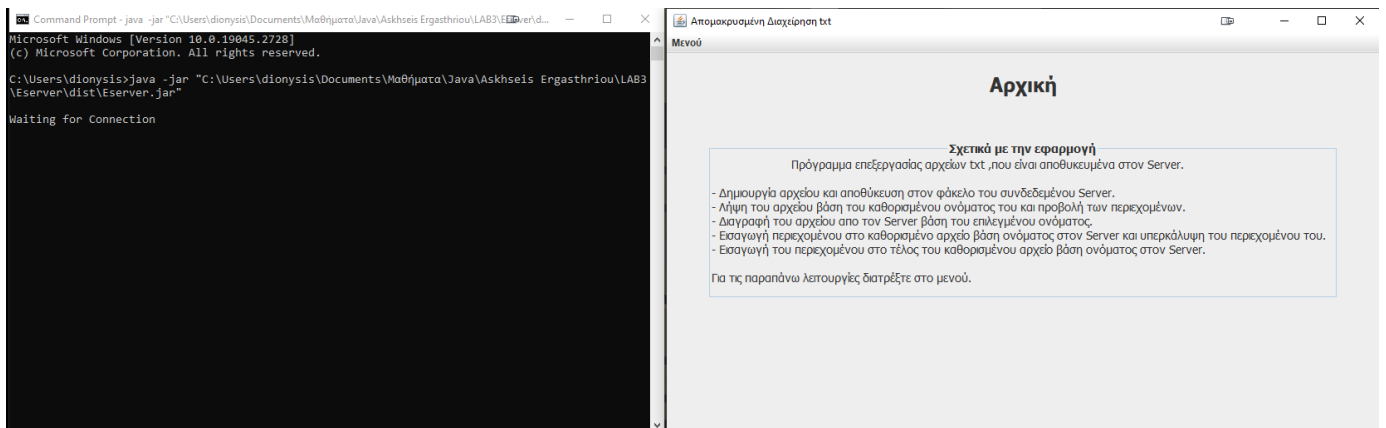 Command Prompt - java -jar "C:\Users\dionysis\Documents\Μαθήματα\Java\Askhseis Ergasthriou\LAB3\Eserver\d...
Microsoft Windows [Version 10.0.19045.2728]
(c) Microsoft Corporation. All rights reserved.
C:\Users\dionysis>java -jar "C:\Users\dionysis\Documents\Μαθήματα\Java\Askhseis Ergasthriou\LAB3
\Eserver\dist\Eserver.jar"
Waiting for Connection
Απομακρυσμένη Διαχείρηση txt
Μενού
Αρχική
Σχετικά με την εφαρμογή
Πρόγραμμα επεξεργασίας αρχείων txt ,που είναι αποθυκευμένα στον Server.
- Δημιουργία αρχείου και αποθύκευση στον φάκελο του συνδεδεμένου Server.
- Λήψη του αρχείου βάση του καθορισμένου ονόματος του και προβολή των περιεχομένων.
- Διαγραφή του αρχείου απο τον Server βάση του επιλεγμένου ονόματος.
- Εισαγωγή περιεχομένου στο καθορισμένο αρχείο βάση ονόματος στον Server και υπερκάλυψη του περιεχομένου του.
- Εισαγωγή του περιεχομένου στο τέλος του καθορισμένου αρχείο βάση ονόματος στον Server.
Για τις παραπάνω λειτουργίες διατρέξτε στο μενού.